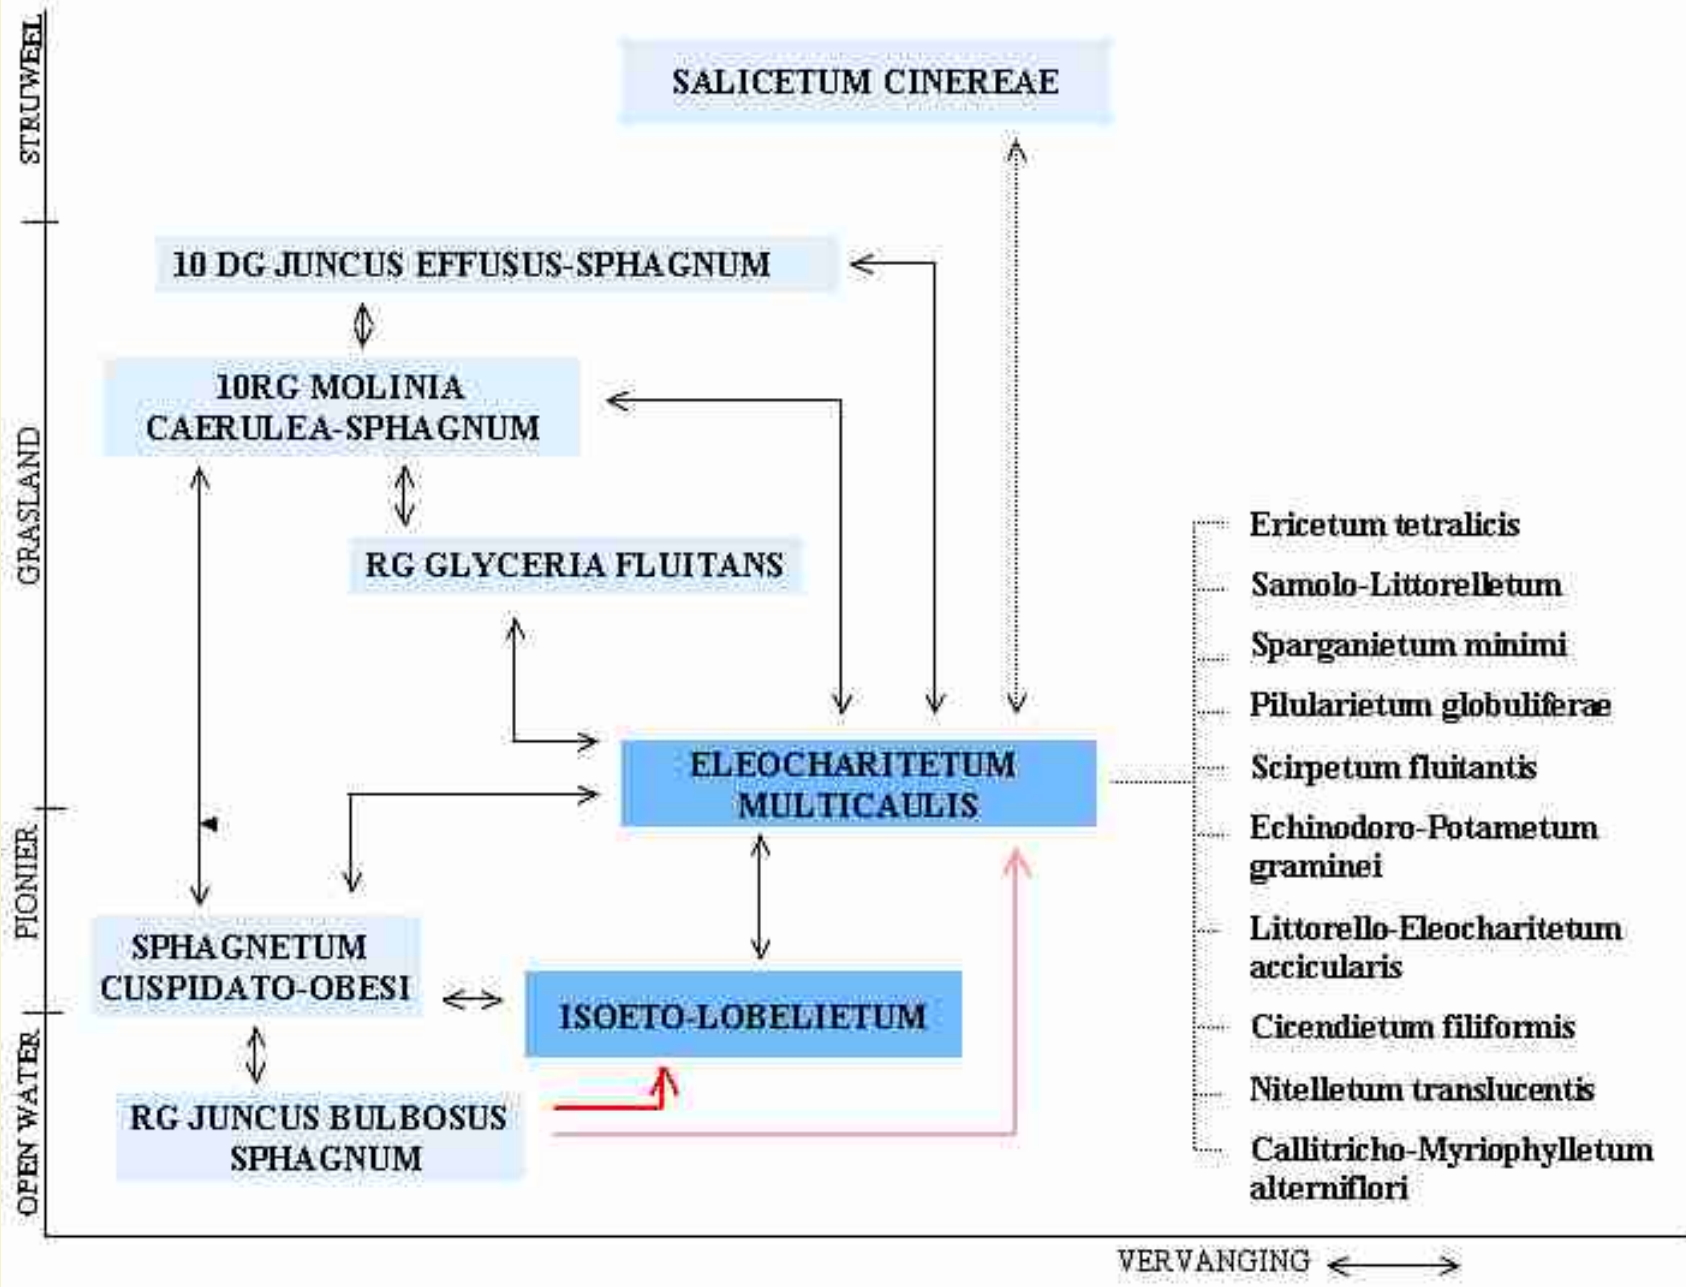 STRUWEEL
GRASLAND
PIONIER
OPEN WATER
SALICETUM CINEREAE
10 DG JUNCUS EFFUSUS-SPHAGNUM
10RG MOLINIA
CAERULEA-SPHAGNUM
RG GLYCERIA FLUITANS
ELEOCHARITETUM
MULTICAULIS
SPHAGNETUM
CUSPIDATO-OBESI
ISOETO-LOBELIETUM
RG JUNCUS BULBOSUS
SPHAGNUM
Ericetum tetralicis
Samolo-Littorelletum
Sparganietum minimi
Pilularietum globuliferae
Scirpetum fluitantis
Echinodoro-Potametum
graminei
Littorello-Eleocharitetum
accicularis
Cicendietum filiformis
Nitelletum translucentis
Callitricho-Myriophylletum
alterniflori
VERVANGING